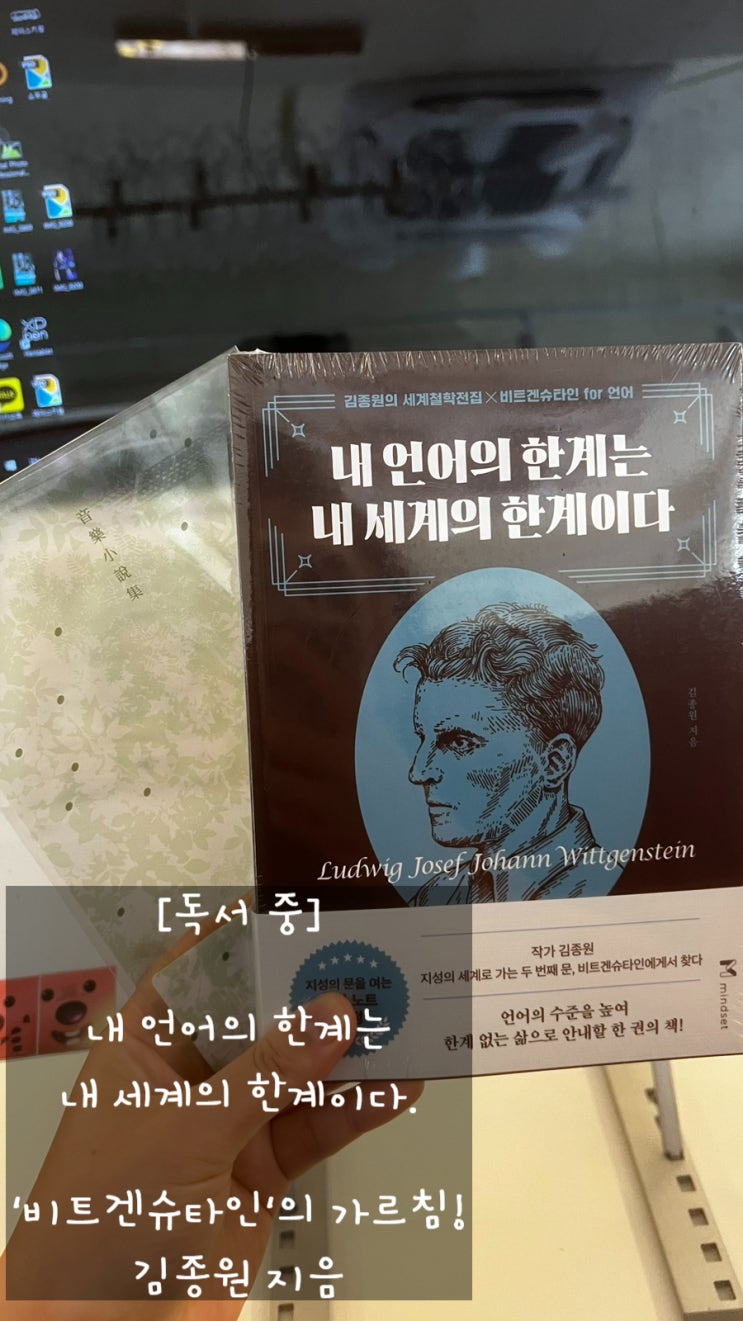 김종원의 세계철학전집×비트겐슈타인 for 언어
내 언어의 한계는
내 세계의 한계이다
김종원 지음
Ludwig Josef Johann Wittgenstein
音樂小說集
지성의 문을 여는
노트
작가 김종원
지성의 세계로 가는 두 번째 문, 비트겐슈타인에게서 찾다
언어의 수준을 높여
한계 없는 삶으로 안내할 한 권의 책!
mindset
[독서 중]
내 언어의 한계는
내 세계의 한계이다.
'비트겐슈타인'의 가르침!
김종원 지음